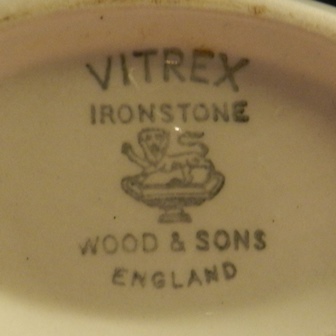 VITREX
IRONSTONE
WOOD & SONS
ENGLAND